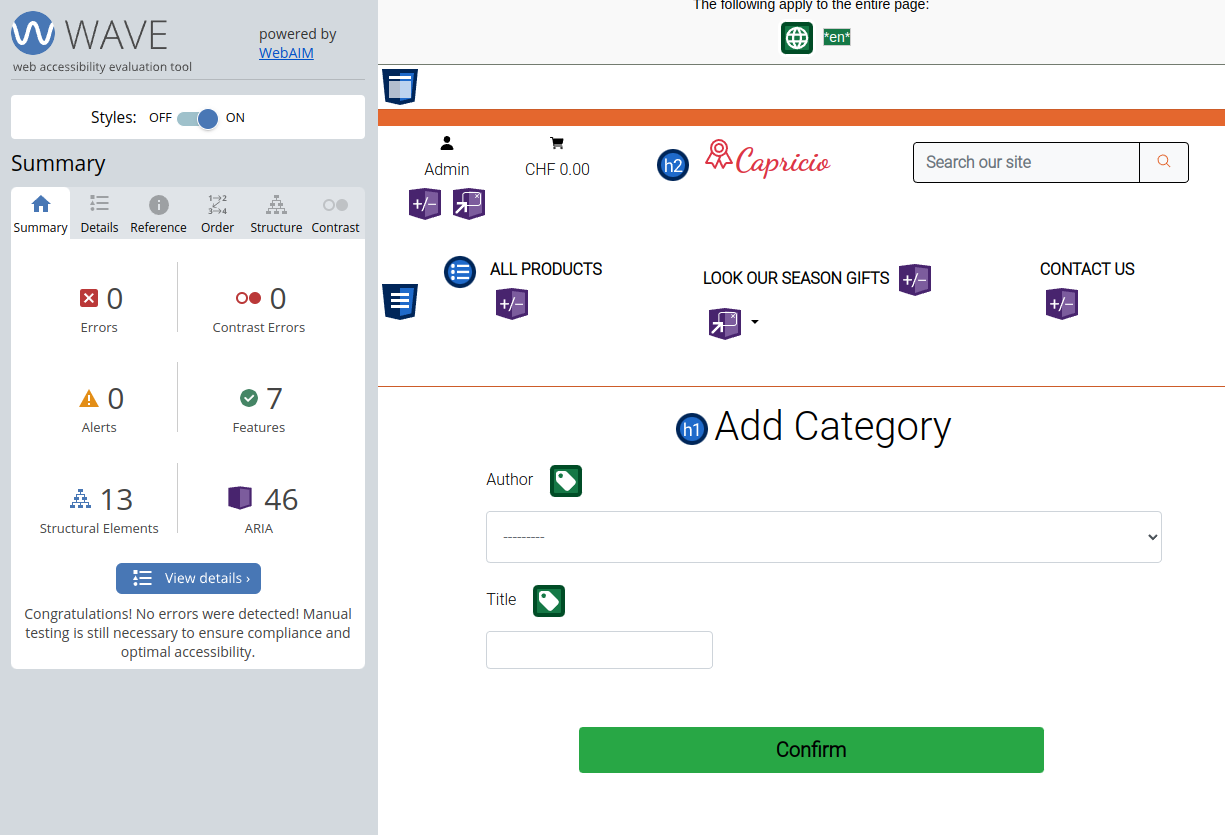 WAVE
web accessibility evaluation tool
powered by
WebAIM
Styles: OFF ON
Summary
Summary Details Reference Order Structure Contrast
0
Errors
0
Contrast Errors
0
Alerts
7
Features
13
Structural Elements
46
ARIA
View details ›
Congratulations! No errors were detected! Manual
testing is still necessary to ensure compliance and
optimal accessibility.
The following apply to the entire page:
*en*
Admin
CHF 0.00
h2 Capricio
Search our site
+/−
ALL PRODUCTS
+/−
LOOK OUR SEASON GIFTS +/−
CONTACT US
+/−
h1 Add Category
Author
---------
Title
Confirm